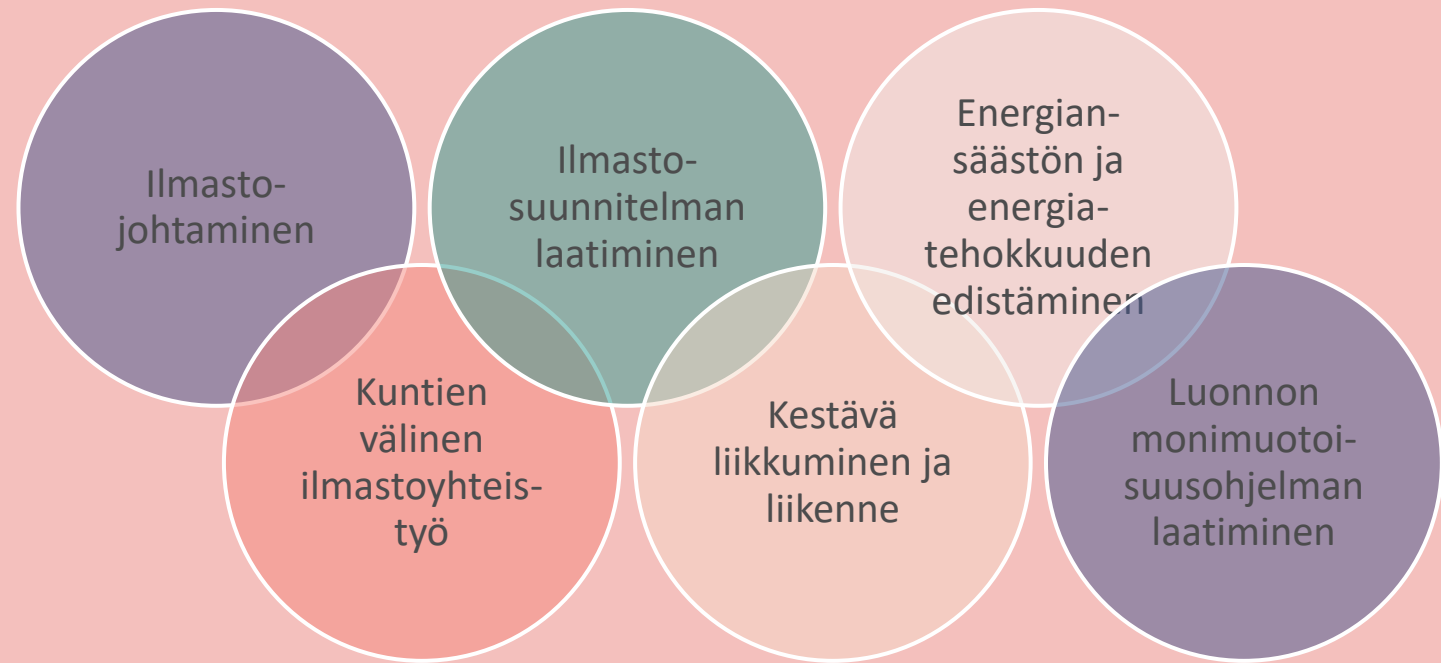 Ilmasto-
johtaminen
Kuntien
välinen
ilmastoyhteis-
työ
Ilmasto-
suunnitelman
laatiminen
Kestävä
liikkuminen ja
liikenne
Energian-
säästön ja
energia-
tehokkuuden
edistäminen
Luonnon
monimuotoi-
suusohjelman
laatiminen